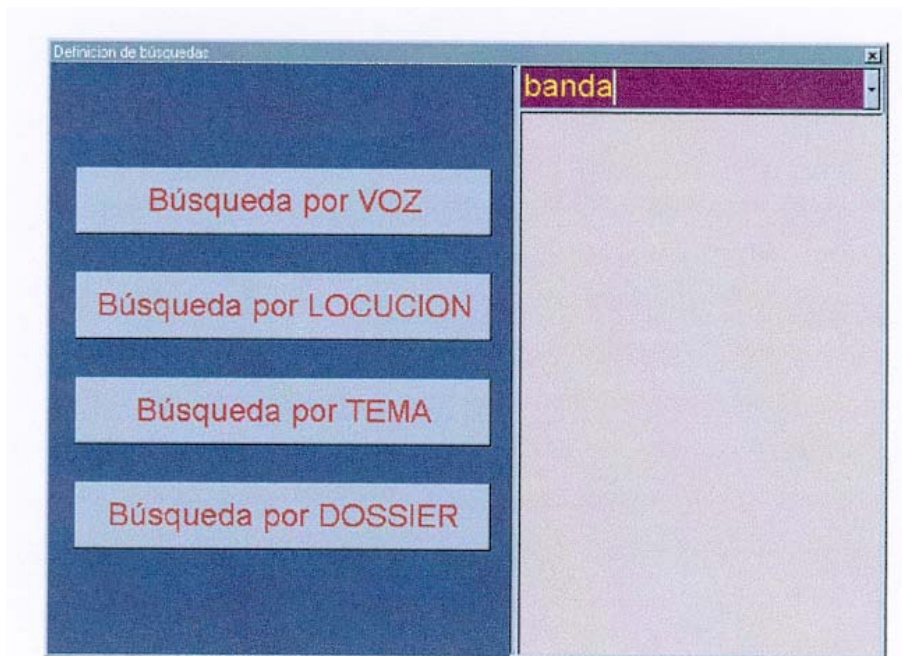 Definicion de búsquedas
banda
Búsqueda por VOZ
Búsqueda por LOCUCION
Búsqueda por TEMA
Búsqueda por DOSSIER